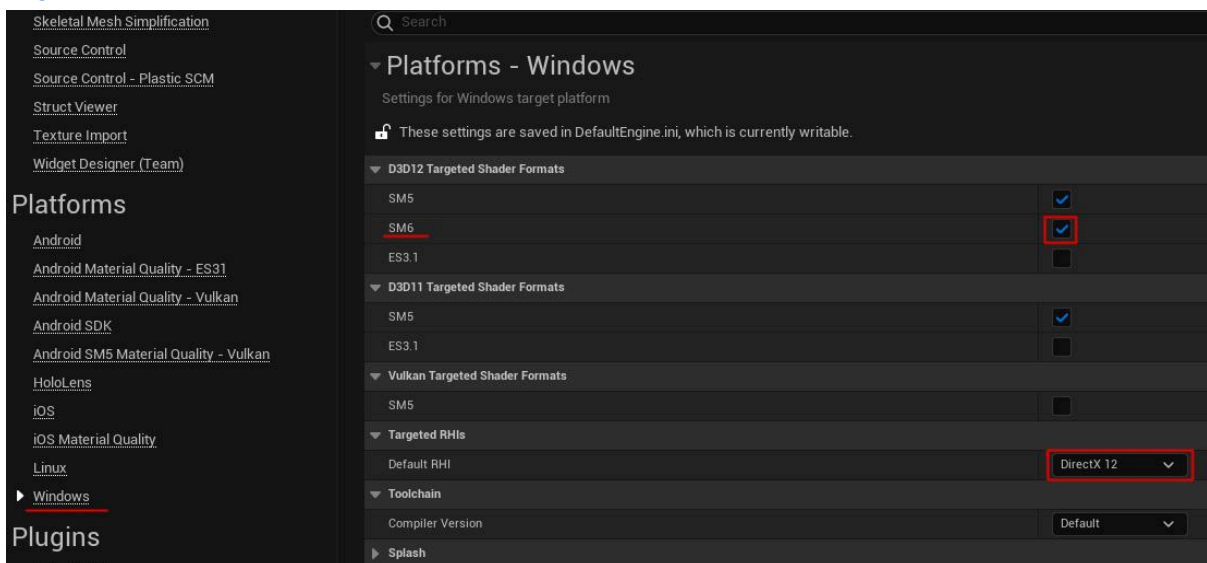 Skeletal Mesh Simplification
Source Control
Source Control - Plastic SCM
Struct Viewer
Texture Import
Widget Designer (Team)
Platforms
Android
Android Material Quality - ES31
Android Material Quality - Vulkan
Android SDK
Android SM5 Material Quality - Vulkan
HoloLens
iOS
iOS Material Quality
Linux
Windows
Plugins
Search
Platforms - Windows
Settings for Windows target platform
These settings are saved in DefaultEngine.ini, which is currently writable.
D3D12 Targeted Shader Formats
SM5
SM6
ES3.1
D3D11 Targeted Shader Formats
SM5
ES3.1
Vulkan Targeted Shader Formats
SM5
Targeted RHIs
Default RHI DirectX 12
Toolchain
Compiler Version Default
Splash